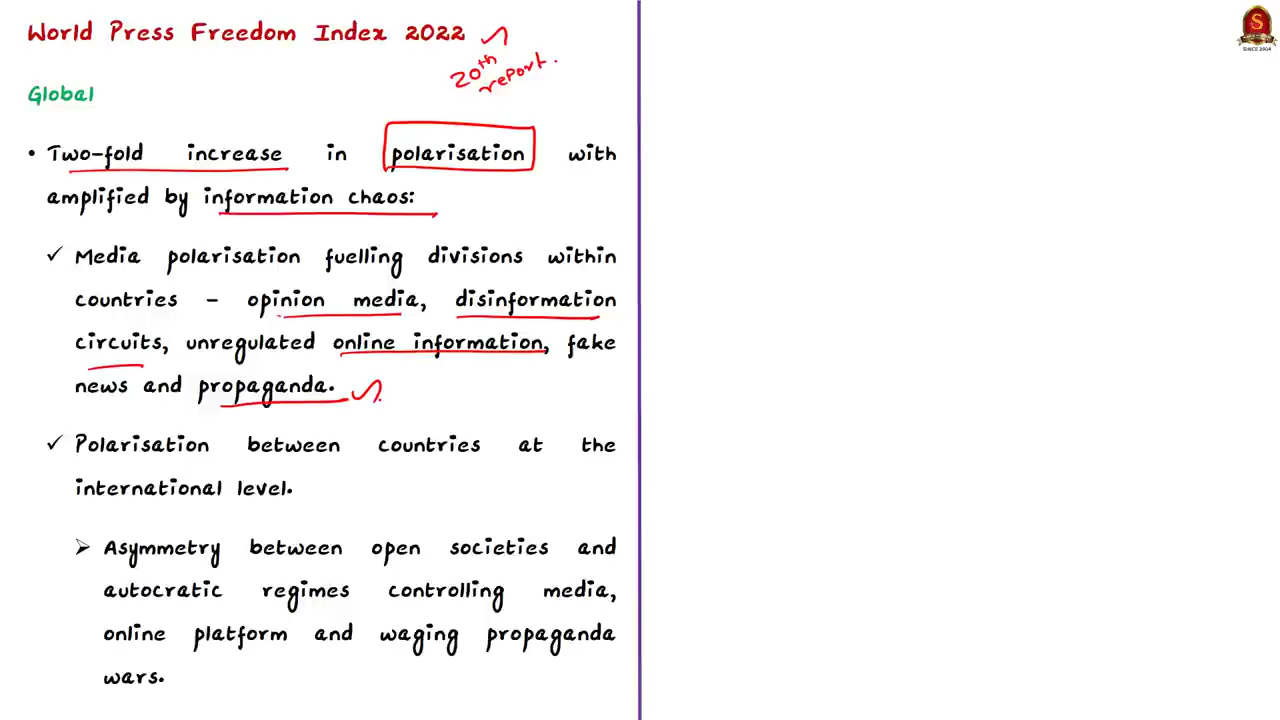 World Press Freedom Index 2022
20th report.
Global
• Two-fold increase in polarisation with
amplified by information chaos:
✓ Media polarisation fuelling divisions within
countries – opinion media, disinformation
circuits, unregulated online information, fake
news and propaganda.
✓ Polarisation between countries at the
international level.
➢ Asymmetry between open societies and
autocratic regimes controlling media,
online platform and waging propaganda
wars.
S
SINCE 2004